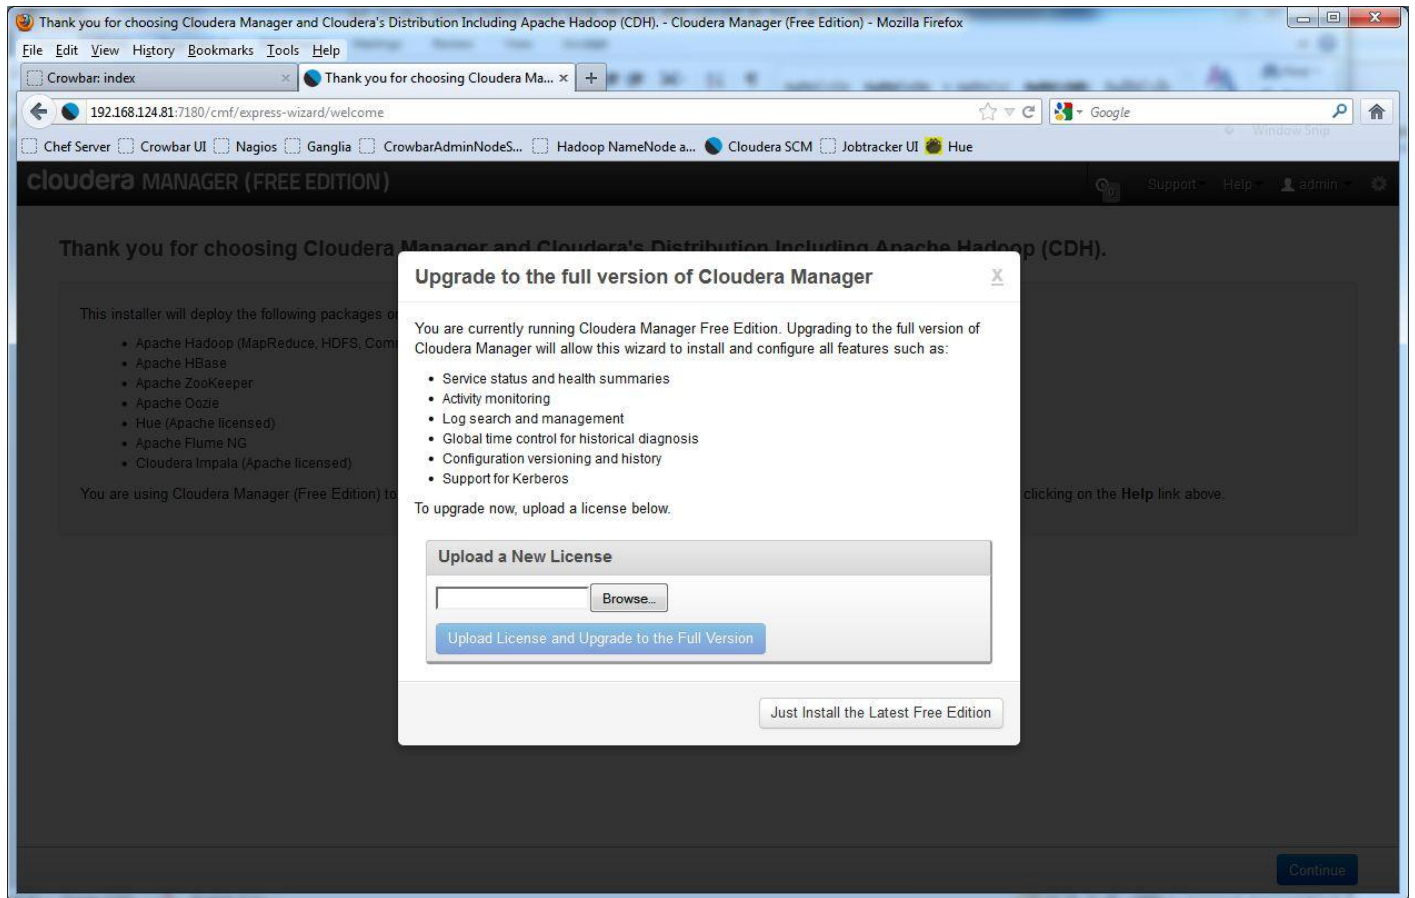 Thank you for choosing Cloudera Manager and Cloudera's Distribution Including Apache Hadoop (CDH). - Cloudera Manager (Free Edition) - Mozilla Firefox
File Edit View History Bookmarks Tools Help
Crowbar: index
Thank you for choosing Cloudera Ma...
192.168.124.81:7180/cmf/express-wizard/welcome
Google
Window Snip
Chef Server Crowbar UI Nagios Ganglia CrowbarAdminNodeS... Hadoop NameNode a... Cloudera SCM Jobtracker UI Hue
cloudera MANAGER (FREE EDITION)
0 Support Help admin
Thank you for choosing Cloudera Manager and Cloudera's Distribution Including Apache Hadoop (CDH).
This installer will deploy the following packages o
• Apache Hadoop (MapReduce, HDFS, Com
• Apache HBase
• Apache ZooKeeper
• Apache Oozie
• Hue (Apache licensed)
• Apache Flume NG
• Cloudera Impala (Apache licensed)
You are using Cloudera Manager (Free Edition) to
clicking on the Help link above.
Upgrade to the full version of Cloudera Manager
X
You are currently running Cloudera Manager Free Edition. Upgrading to the full version of
Cloudera Manager will allow this wizard to install and configure all features such as:
• Service status and health summaries
• Activity monitoring
• Log search and management
• Global time control for historical diagnosis
• Configuration versioning and history
• Support for Kerberos
To upgrade now, upload a license below.
Upload a New License
Browse...
Upload License and Upgrade to the Full Version
Just Install the Latest Free Edition
Continue